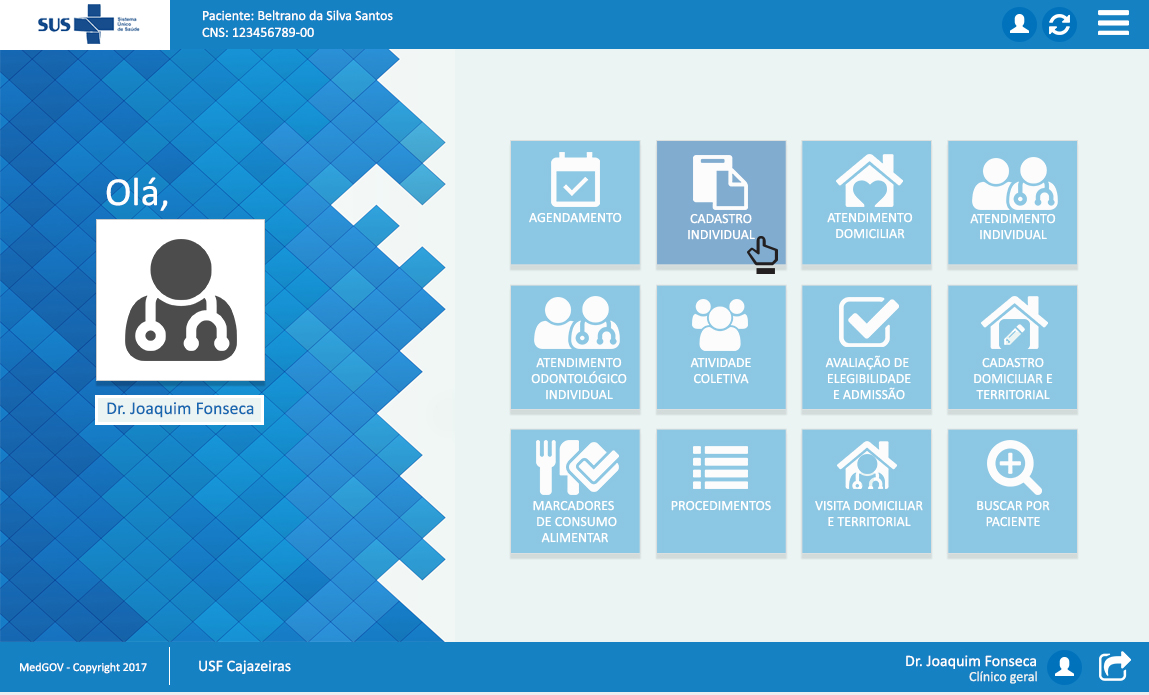 SUS
Sistema
Único
de Saúde
Paciente: Beltrano da Silva Santos
CNS: 123456789-00
Olá,
Dr. Joaquim Fonseca
AGENDAMENTO
CADASTRO
INDIVIDUAL
ATENDIMENTO
DOMICILIAR
ATENDIMENTO
INDIVIDUAL
ATENDIMENTO
ODONTOLÓGICO
INDIVIDUAL
ATIVIDADE
COLETIVA
AVALIAÇÃO DE
ELEGIBILIDADE
E ADMISSÃO
CADASTRO
DOMICILIAR E
TERRITORIAL
MARCADORES
DE CONSUMO
ALIMENTAR
PROCEDIMENTOS
VISITA DOMICILIAR
E TERRITORIAL
BUSCAR POR
PACIENTE
MedGOV - Copyright 2017
USF Cajazeiras
Dr. Joaquim Fonseca
Clínico geral